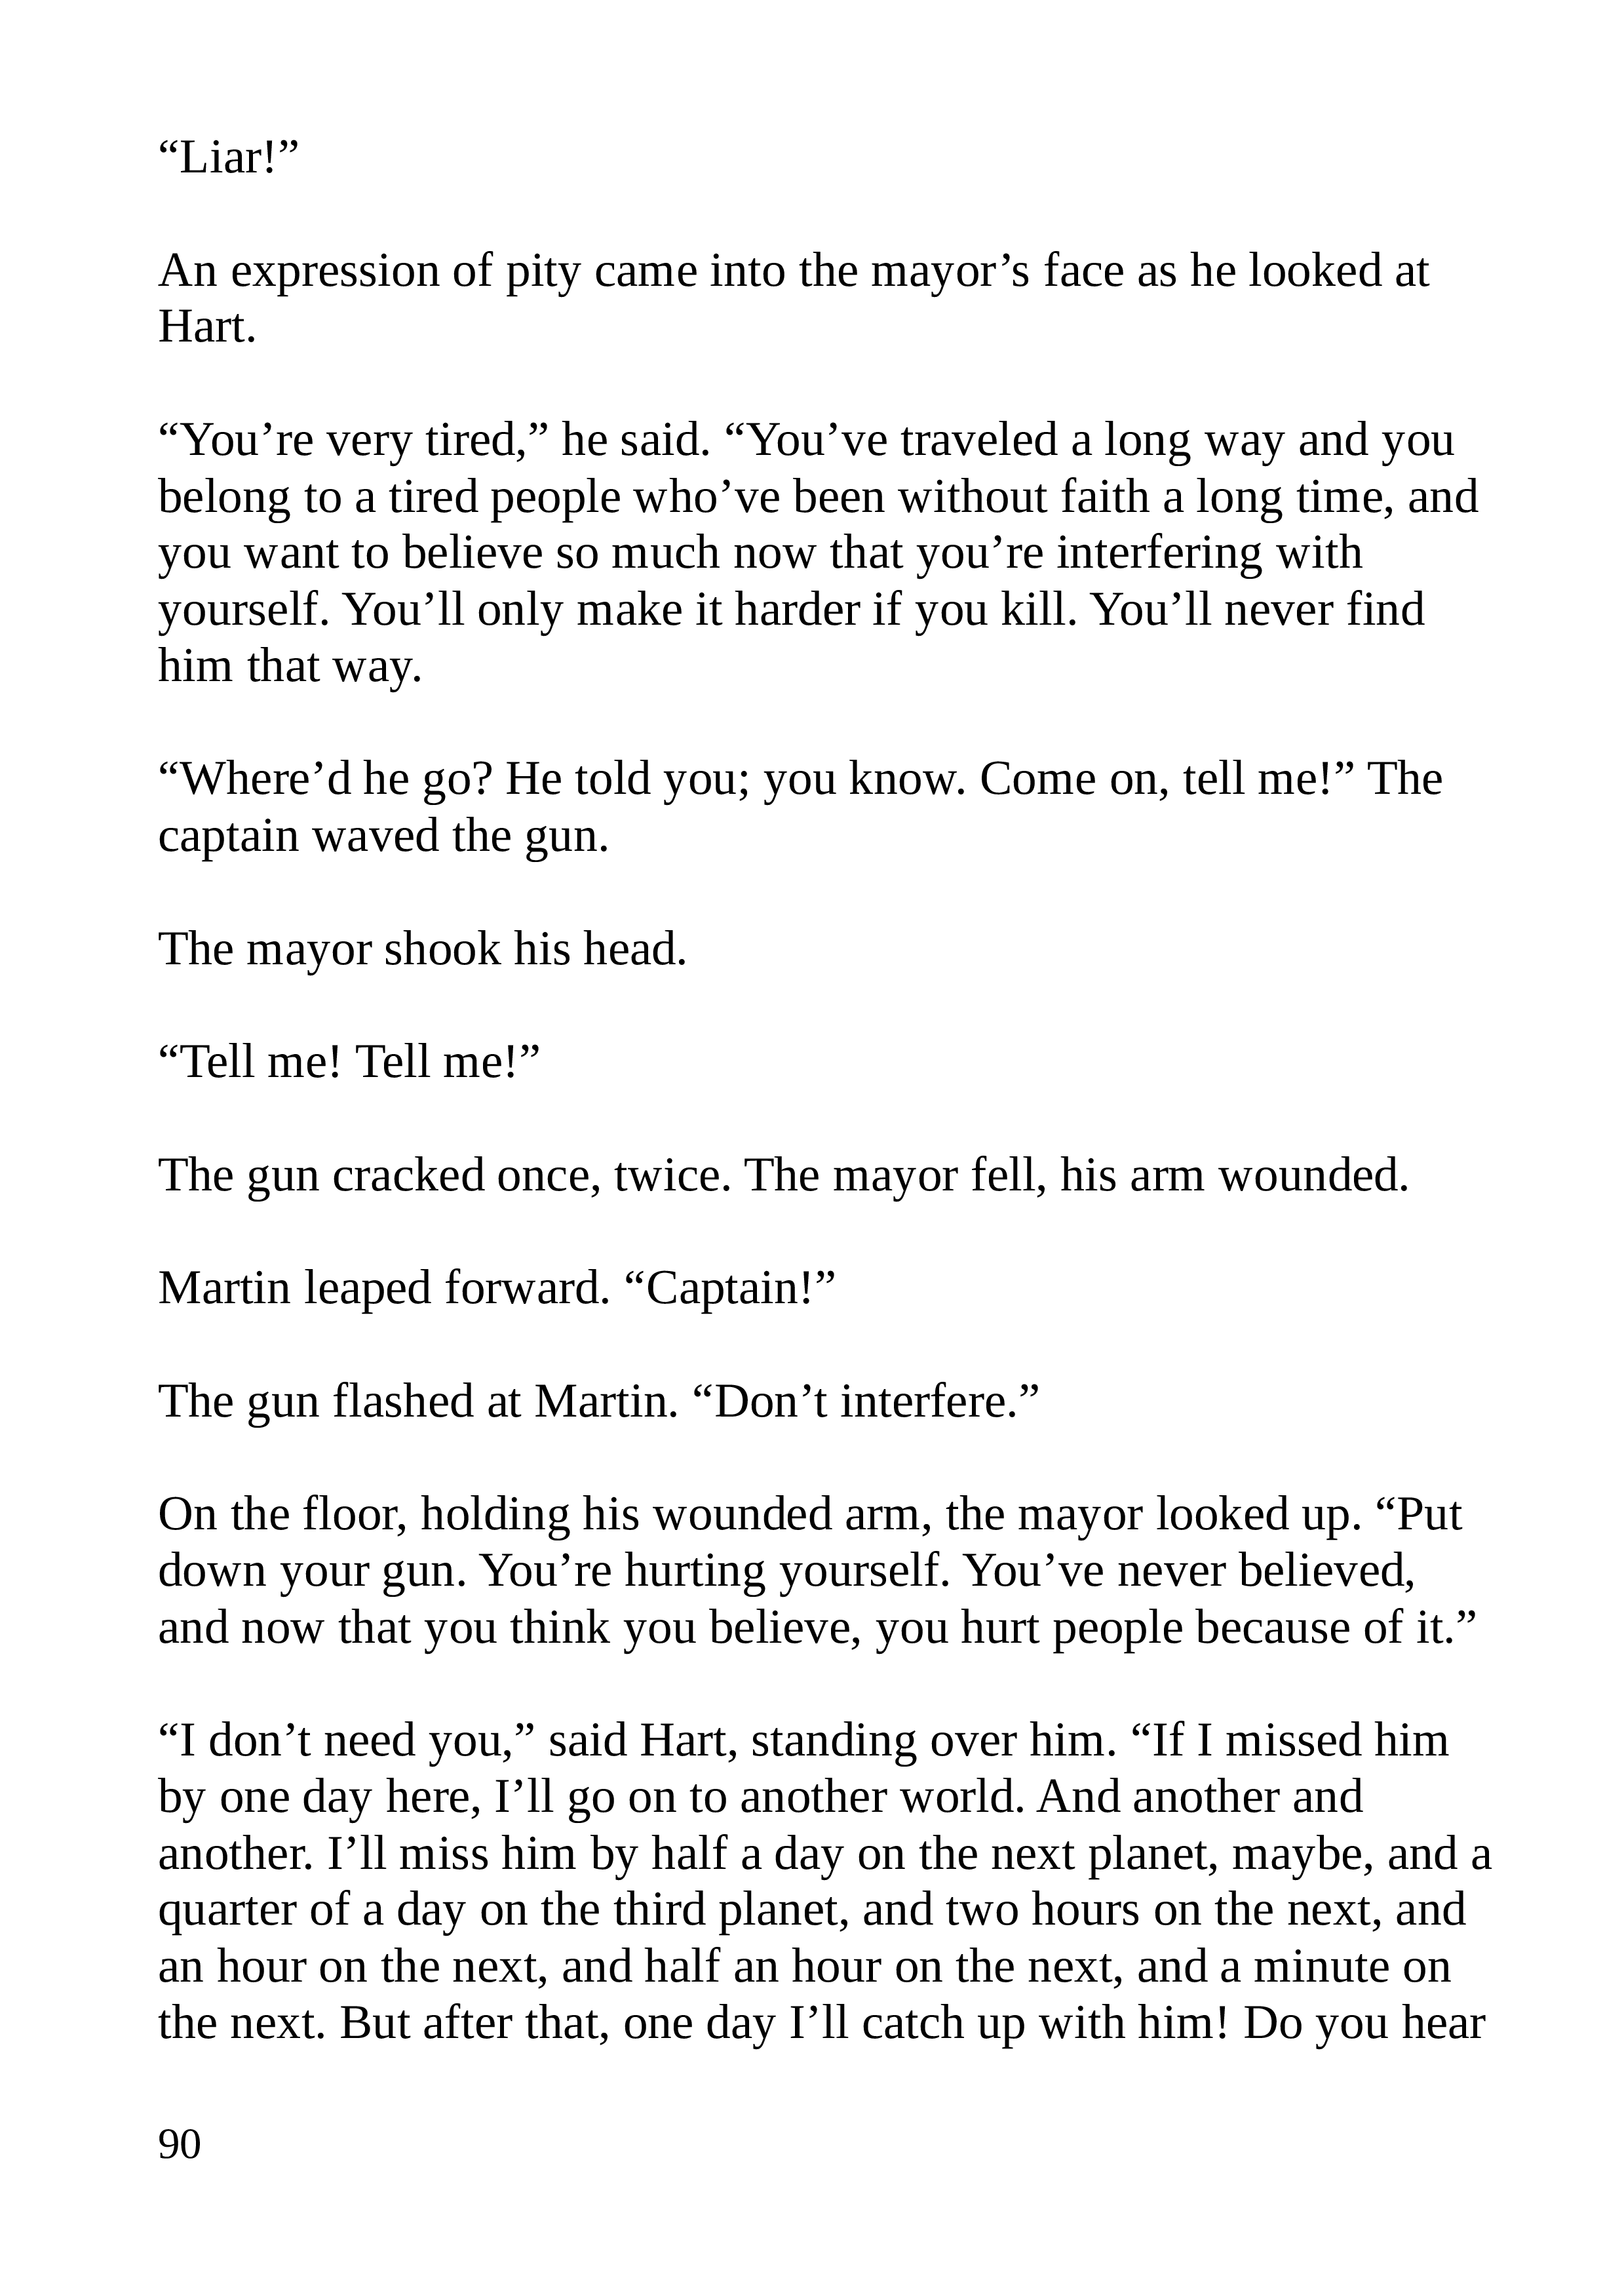 “Liar!”
An expression of pity came into the mayor’s face as he looked at
Hart.
“You’re very tired,” he said. “You’ve traveled a long way and you
belong to a tired people who’ve been without faith a long time, and
you want to believe so much now that you’re interfering with
yourself. You’ll only make it harder if you kill. You’ll never find
him that way.
“Where’d he go? He told you; you know. Come on, tell me!” The
captain waved the gun.
The mayor shook his head.
“Tell me! Tell me!”
The gun cracked once, twice. The mayor fell, his arm wounded.
Martin leaped forward. “Captain!”
The gun flashed at Martin. “Don’t interfere.”
On the floor, holding his wounded arm, the mayor looked up. “Put
down your gun. You’re hurting yourself. You’ve never believed,
and now that you think you believe, you hurt people because of it.”
“I don’t need you,” said Hart, standing over him. “If I missed him
by one day here, I’ll go on to another world. And another and
another. I’ll miss him by half a day on the next planet, maybe, and a
quarter of a day on the third planet, and two hours on the next, and
an hour on the next, and half an hour on the next, and a minute on
the next. But after that, one day I’ll catch up with him! Do you hear
90